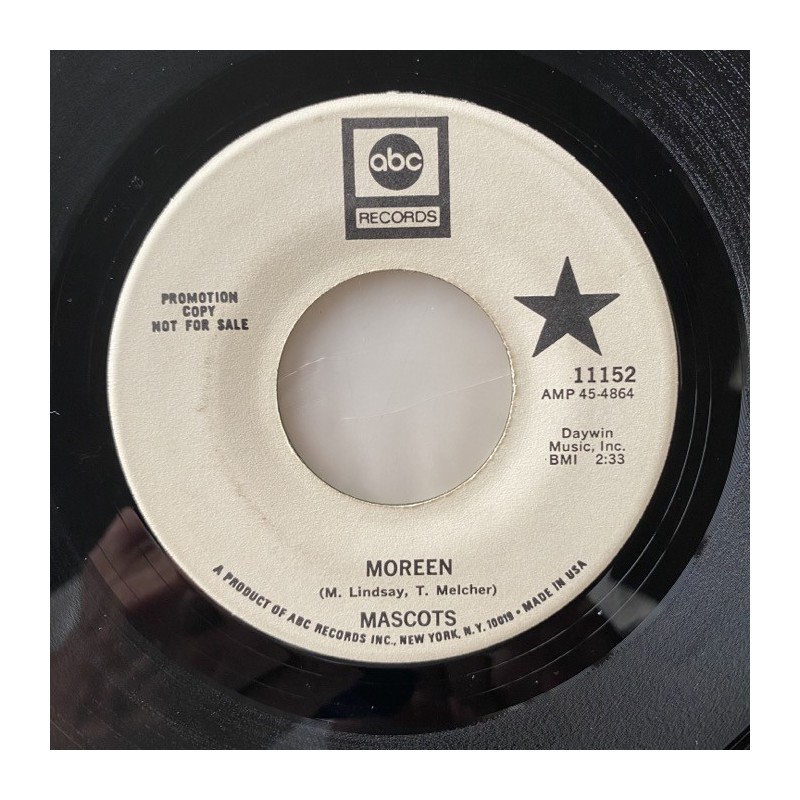 abc
RECORDS
PROMOTION
COPY
NOT FOR SALE
11152
AMP 45-4864
Daywin
Music, Inc.
BMI 2:33
MOREEN
(M. Lindsay, T. Melcher)
MASCOTS
A PRODUCT OF ABC RECORDS INC., NEW YORK, N.Y. 10019 • MADE IN USA